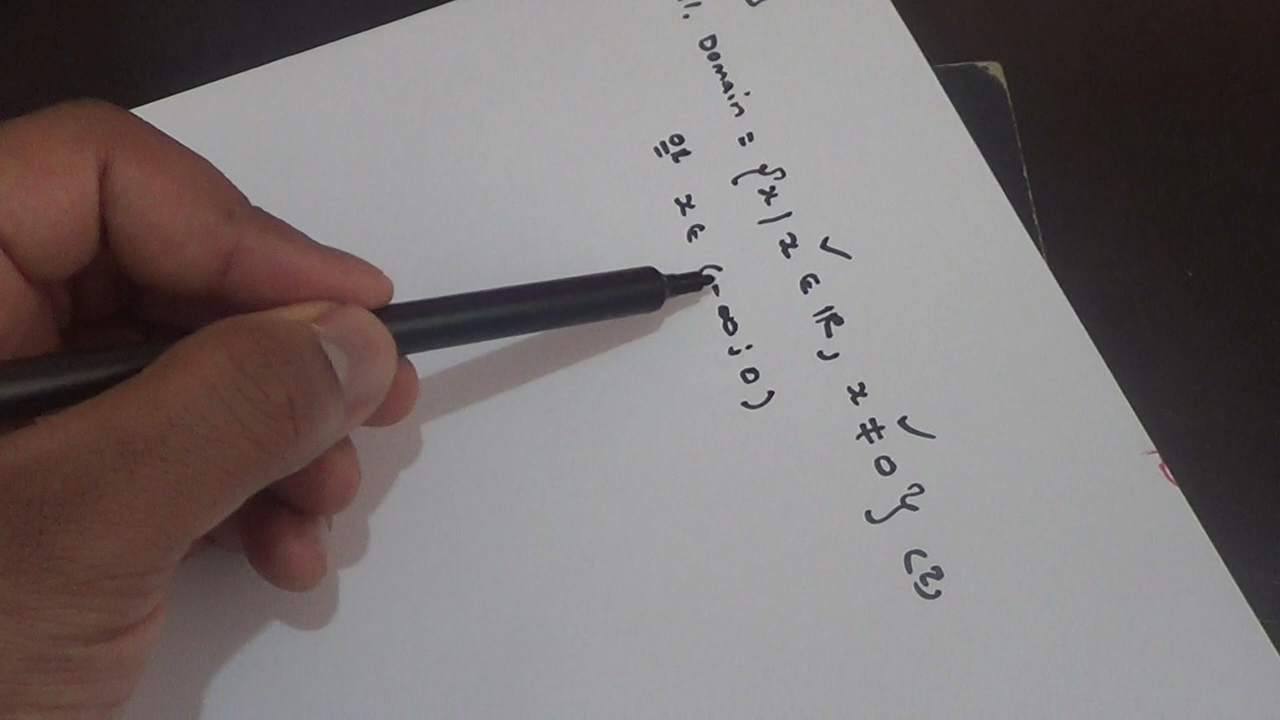 1. Domain = {x | x ∈ ℝ, x ≠ 0} (2)
OR x ∈ (-∞ ; 0)